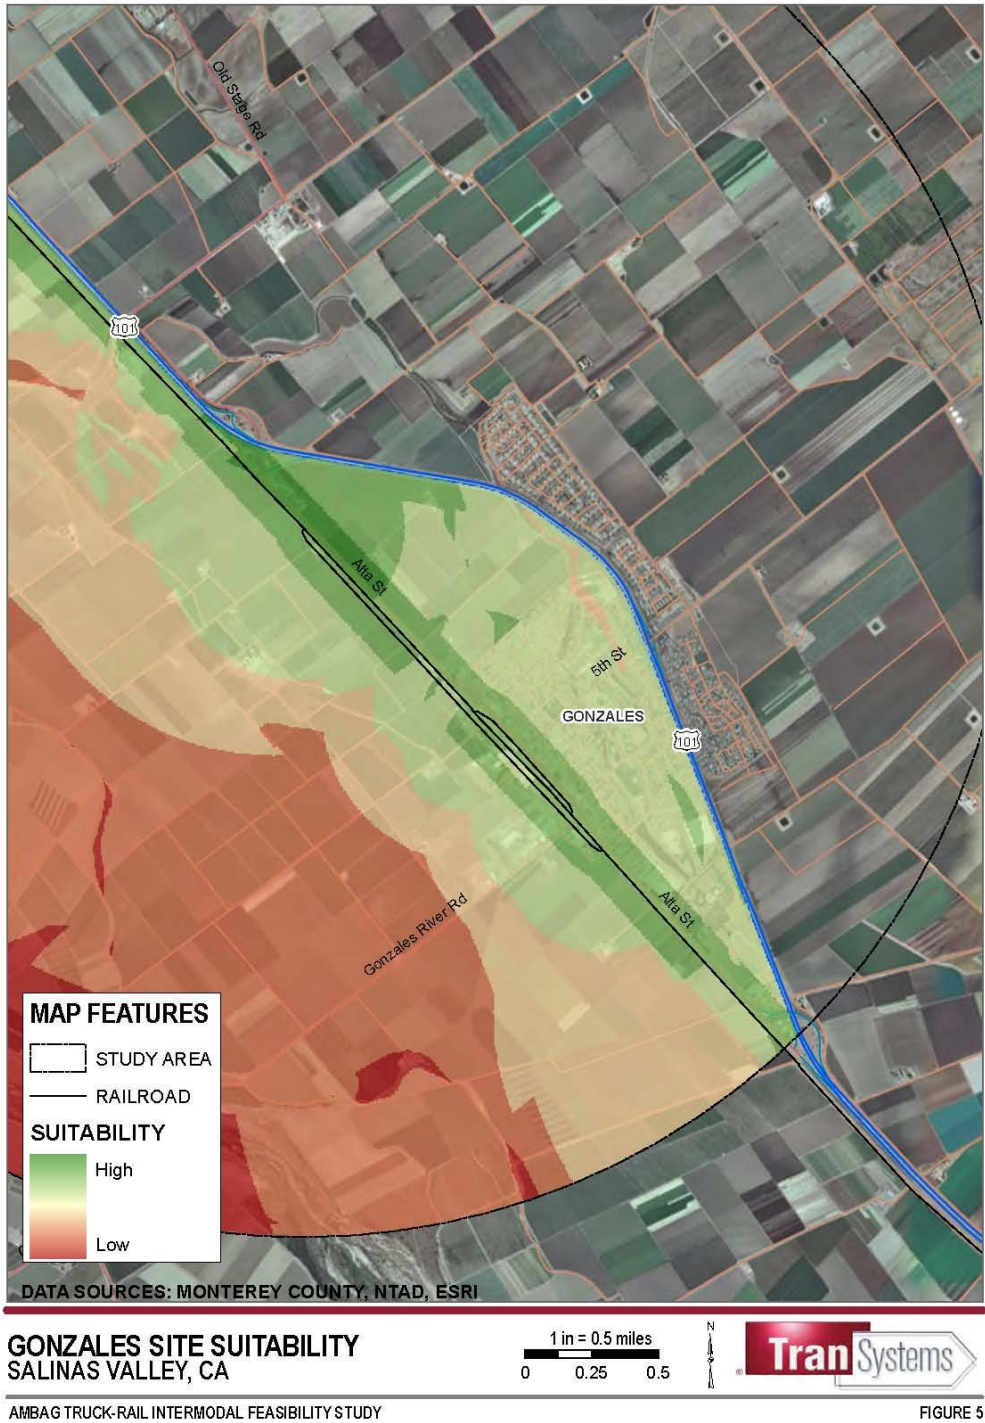 Old Stage Rd
101
Alta St
5th St
GONZALES
101
Alta St
Gonzales River Rd
MAP FEATURES
STUDY AREA
RAILROAD
SUITABILITY
High
Low
DATA SOURCES: MONTEREY COUNTY, NTAD, ESRI
GONZALES SITE SUITABILITY
SALINAS VALLEY, CA
1 in = 0.5 miles
0 0.25 0.5
N
® TranSystems
AMBAG TRUCK-RAIL INTERMODAL FEASIBILITY STUDY
FIGURE 5